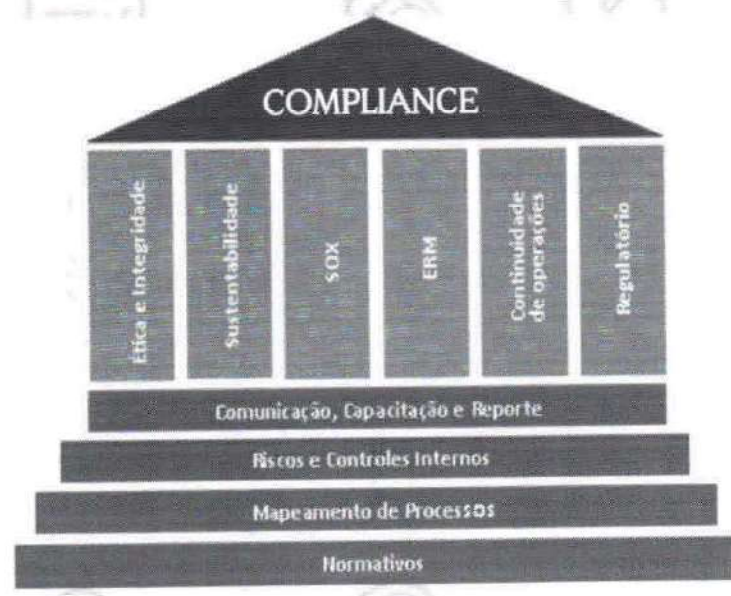 COMPLIANCE
Ética e Integridade
Sustentabilidade
SOX
ERM
Continuidade
de operações
Regulatório
Comunicação, Capacitação e Reporte
Riscos e Controles Internos
Mapeamento de Processos
Normativos